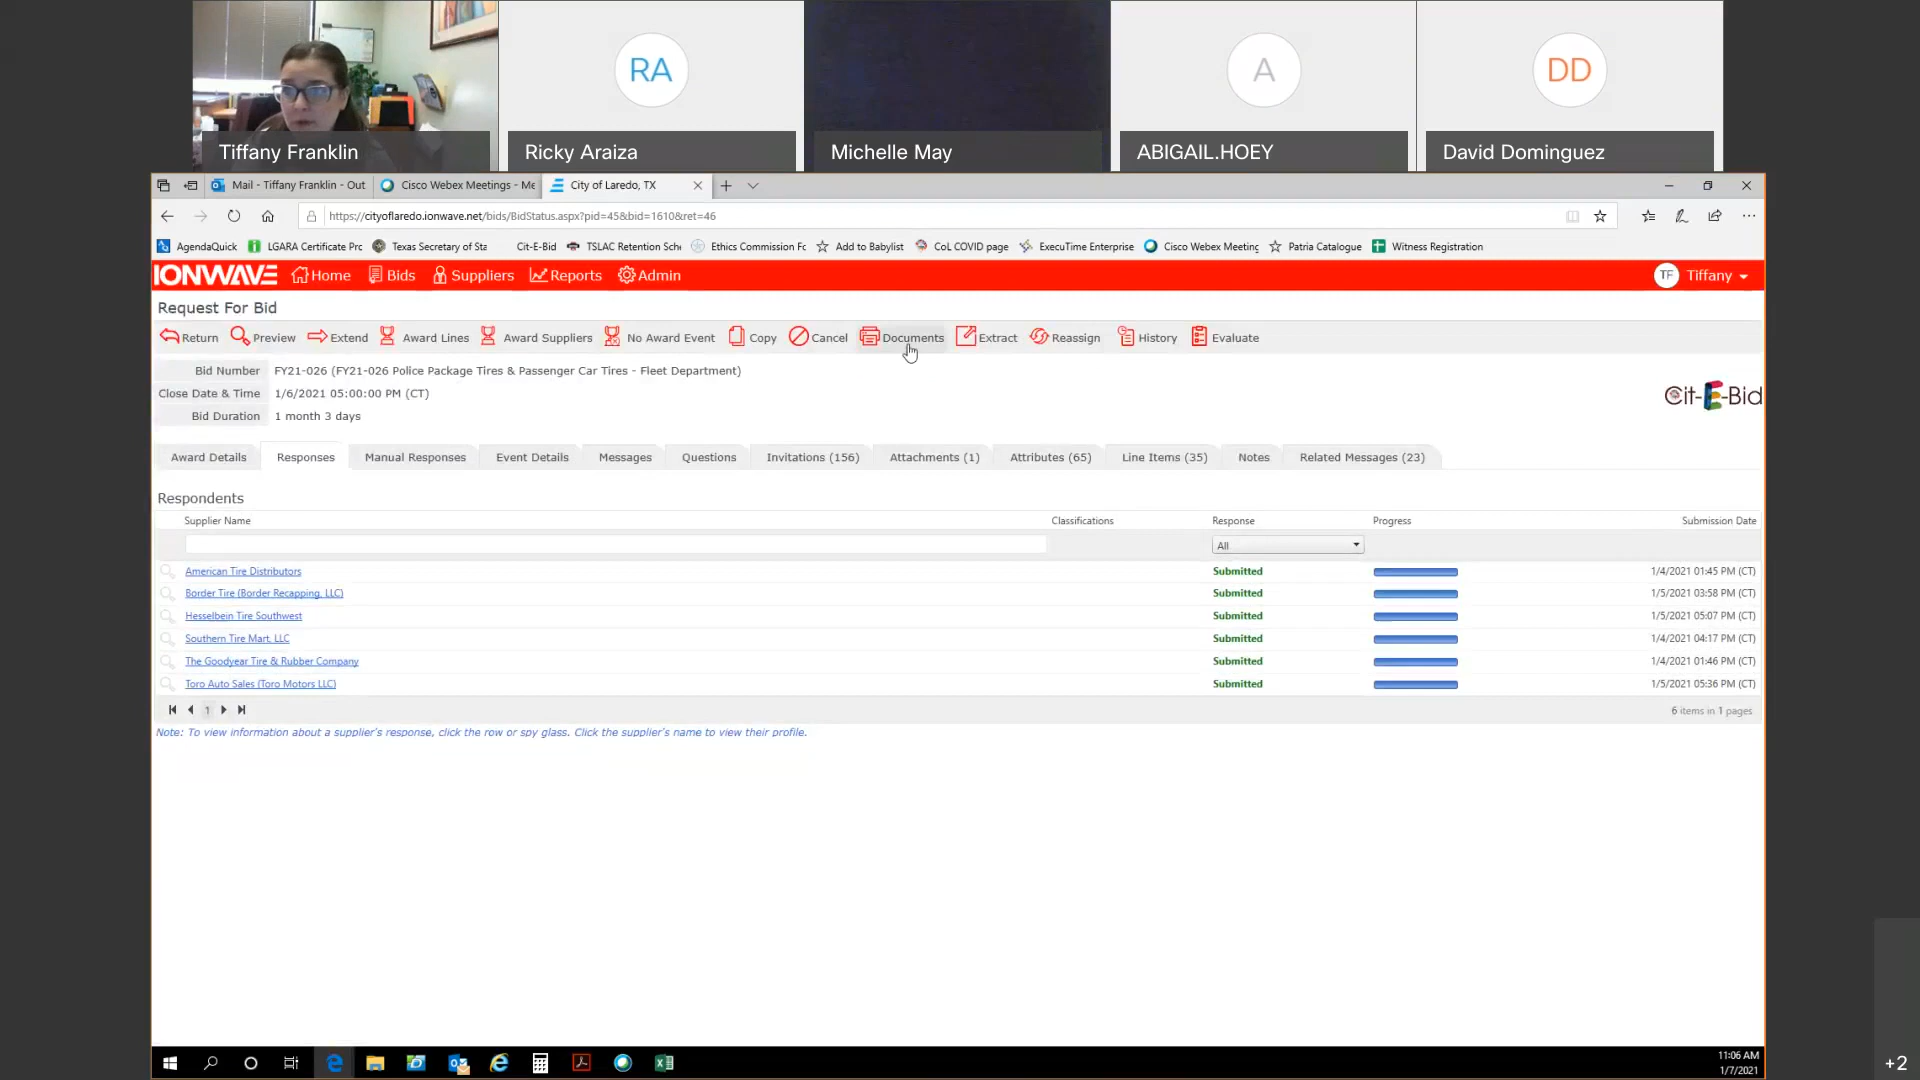 RA
A
DD
Tiffany Franklin
Ricky Araiza
Michelle May
ABIGAIL.HOEY
David Dominguez
Mail - Tiffany Franklin - Out
Cisco Webex Meetings - Me
City of Laredo, TX
https://cityoflaredo.ionwave.net/bids/BidStatus.aspx?pid=45&bid=1610&ret=46
AgendaQuick
LGARA Certificate Prc
Texas Secretary of Sta
Cit-E-Bid
TSLAC Retention Sche
Ethics Commission Fc
Add to Babylist
CoL COVID page
ExecuTime Enterprise
Cisco Webex Meeting
Patria Catalogue
Witness Registration
IONWAVE
Home
Bids
Suppliers
Reports
Admin
TF
Tiffany
Request For Bid
Return
Preview
Extend
Award Lines
Award Suppliers
No Award Event
Copy
Cancel
Documents
Extract
Reassign
History
Evaluate
Bid Number FY21-026 (FY21-026 Police Package Tires & Passenger Car Tires - Fleet Department)
Close Date & Time 1/6/2021 05:00:00 PM (CT)
Cit-E-Bid
Bid Duration 1 month 3 days
Award Details
Responses
Manual Responses
Event Details
Messages
Questions
Invitations (156)
Attachments (1)
Attributes (65)
Line Items (35)
Notes
Related Messages (23)
Respondents
Supplier Name Classifications Response Progress Submission Date
All
American Tire Distributors Submitted 1/4/2021 01:45 PM (CT)
Border Tire (Border Recapping, LLC) Submitted 1/5/2021 03:58 PM (CT)
Hesselbein Tire Southwest Submitted 1/5/2021 05:07 PM (CT)
Southern Tire Mart, LLC Submitted 1/4/2021 04:17 PM (CT)
The Goodyear Tire & Rubber Company Submitted 1/4/2021 01:46 PM (CT)
Toro Auto Sales (Toro Motors LLC) Submitted 1/5/2021 05:36 PM (CT)
1
6 items in 1 pages
Note: To view information about a supplier's response, click the row or spy glass. Click the supplier's name to view their profile.
11:06 AM
1/7/2021
+2